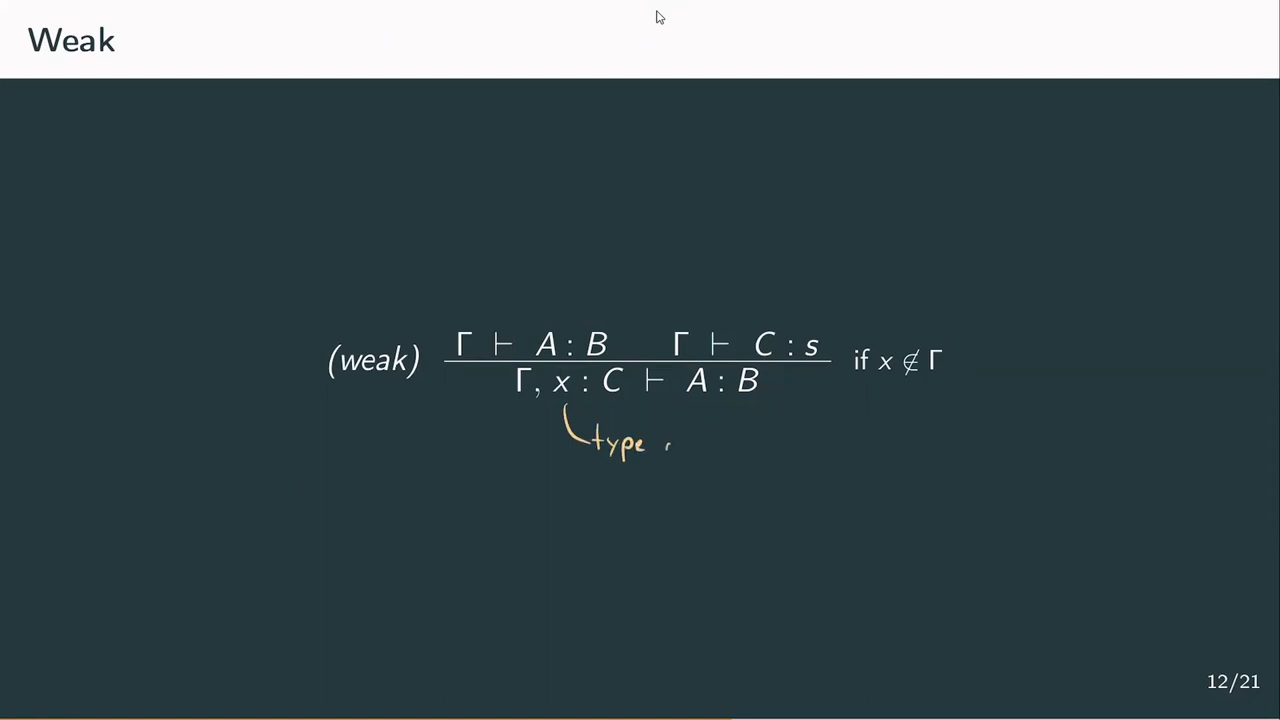 Weak
(weak) Γ ⊢ A : B Γ ⊢ C : s if x ∉ Γ
Γ, x : C ⊢ A : B
type
12/21